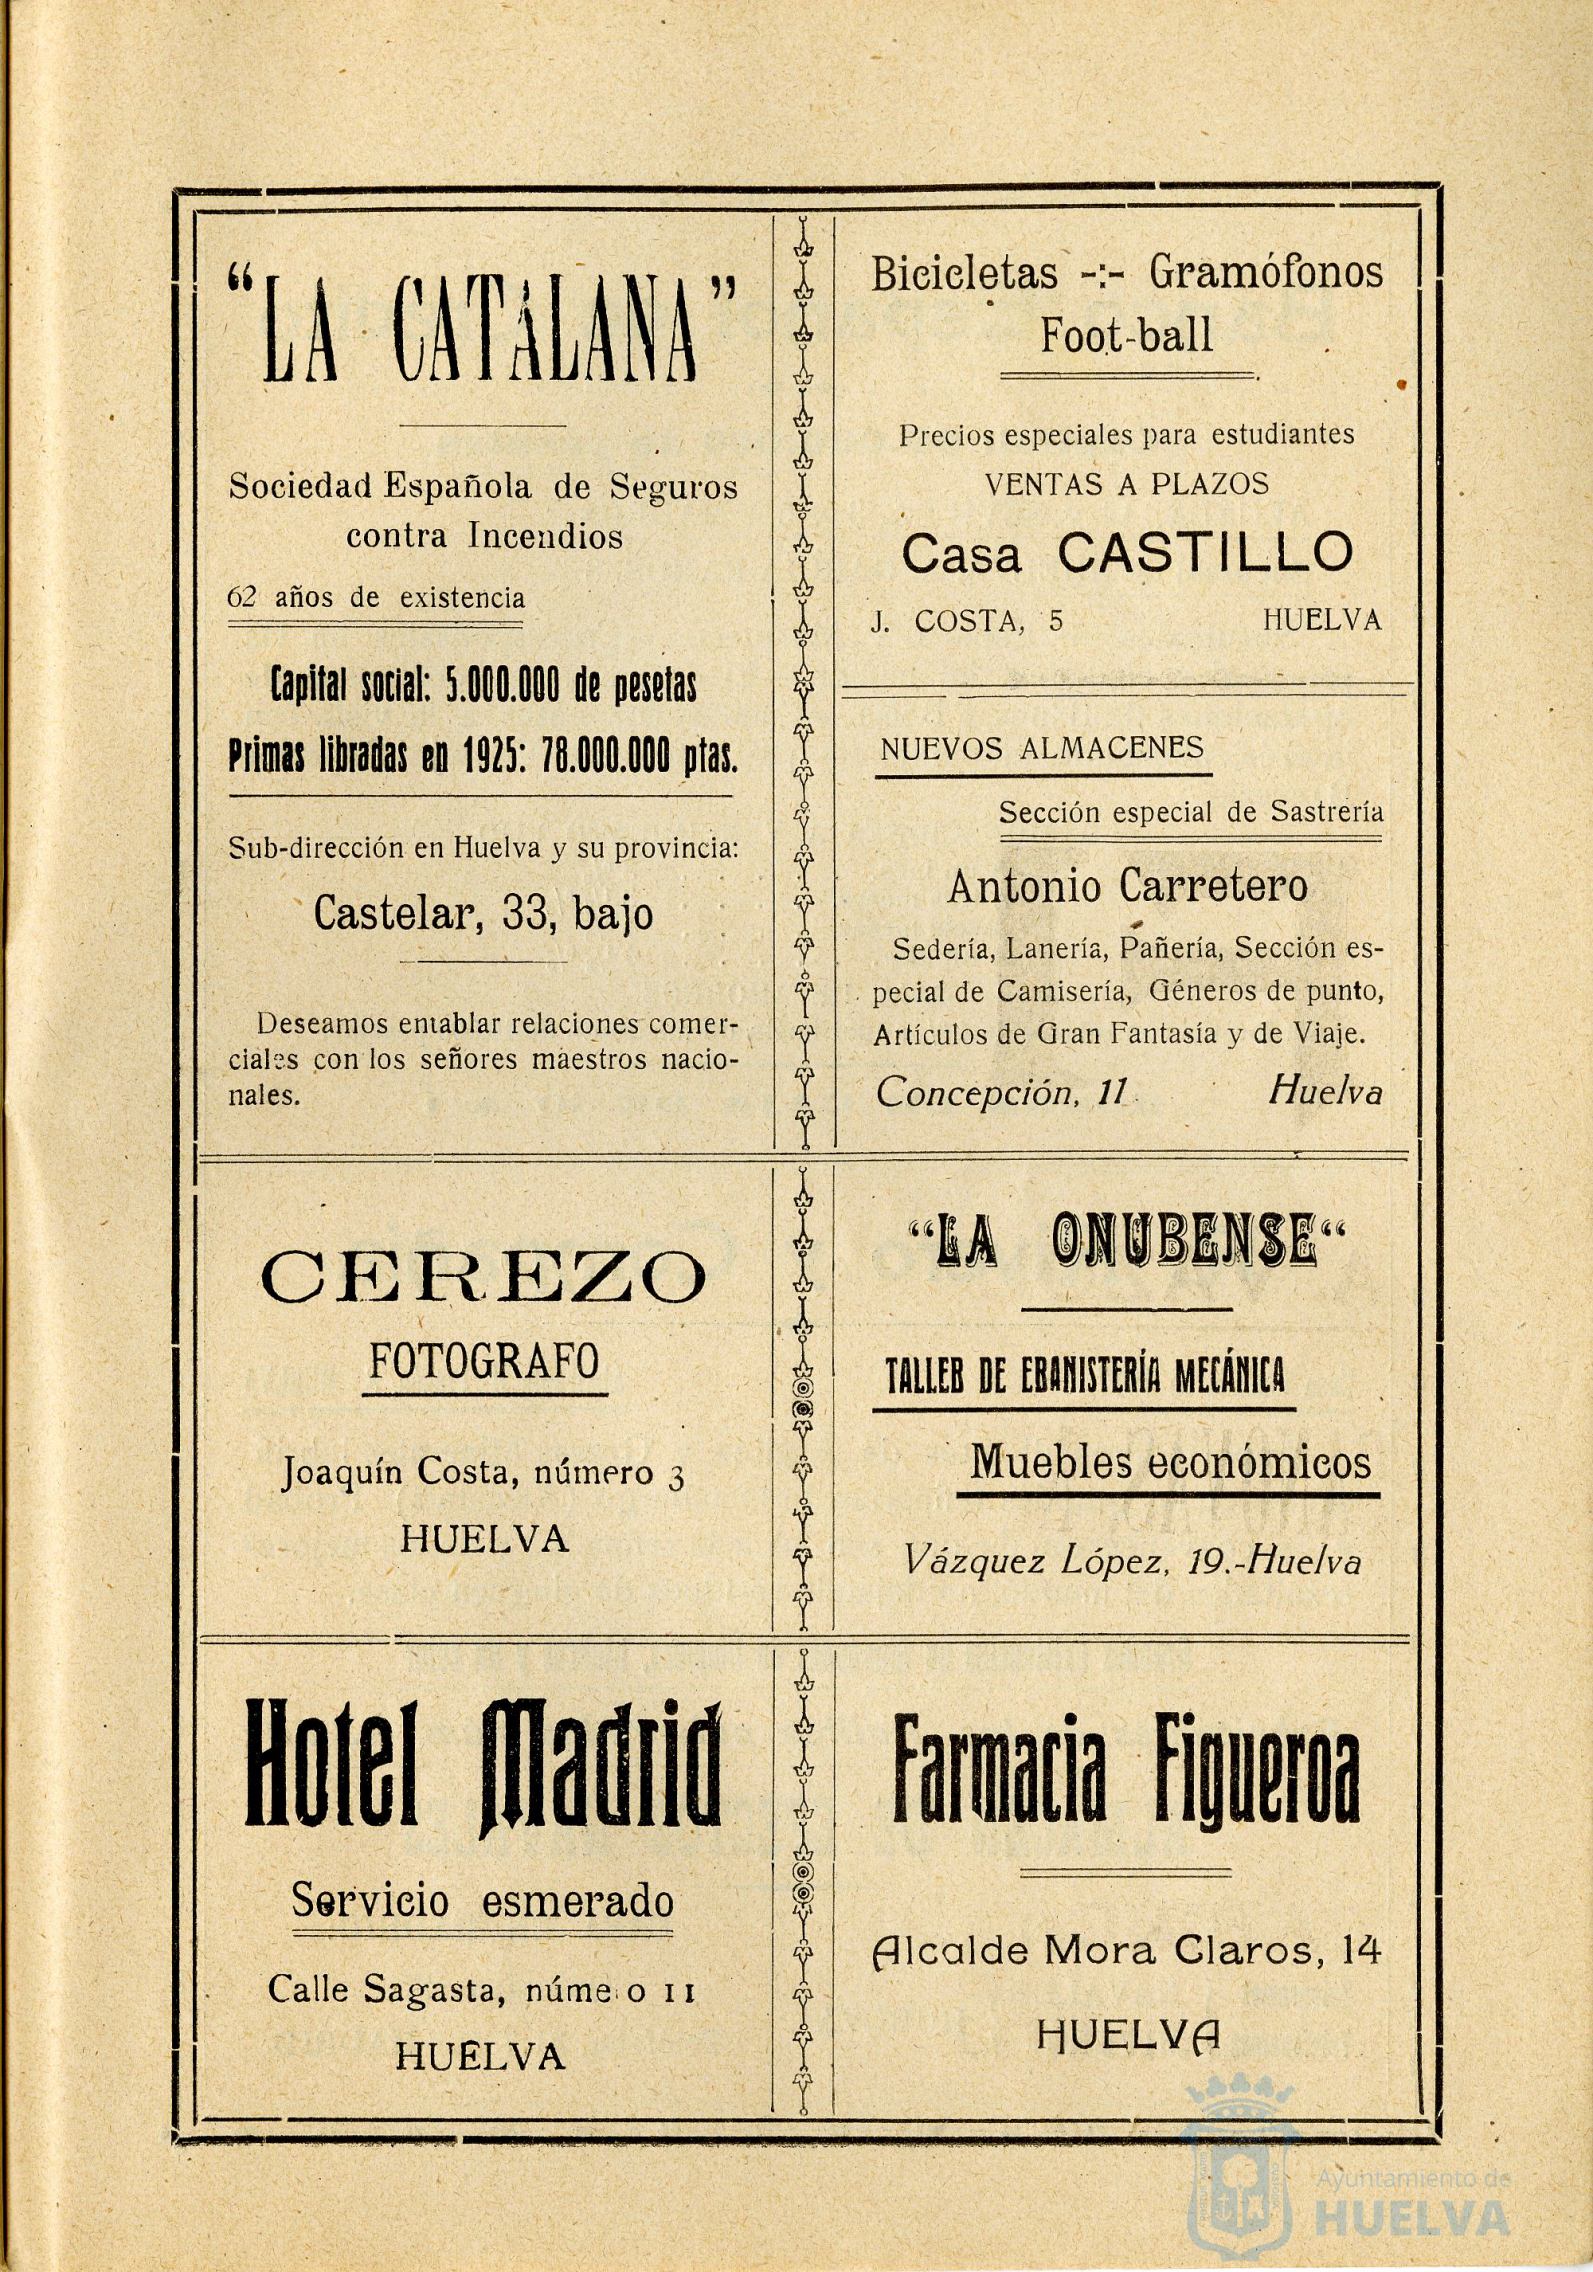 “LA CATALANA”
Sociedad Española de Seguros
contra Incendios
62 años de existencia
Capital social: 5.000.000 de pesetas
Primas libradas en 1925: 78.000.000 ptas.
Sub-dirección en Huelva y su provincia:
Castelar, 33, bajo
Deseamos entablar relaciones comer-
ciales con los señores maestros nacio-
nales.
Bicicletas -:- Gramófonos
Foot-ball
Precios especiales para estudiantes
VENTAS A PLAZOS
Casa CASTILLO
J. COSTA, 5 HUELVA
NUEVOS ALMACENES
Sección especial de Sastrería
Antonio Carretero
Sedería, Lanería, Pañería, Sección es-
pecial de Camisería, Géneros de punto,
Artículos de Gran Fantasía y de Viaje.
Concepción, 11 Huelva
CEREZO
FOTOGRAFO
Joaquín Costa, número 3
HUELVA
“LA ONUBENSE“
TALLER DE EBANISTERÍA MECÁNICA
Muebles económicos
Vázquez López, 19.-Huelva
Hotel Madrid
Servicio esmerado
Calle Sagasta, número 11
HUELVA
Farmacia Figueroa
Alcalde Mora Claros, 14
HUELVA
Ayuntamiento de
HUELVA